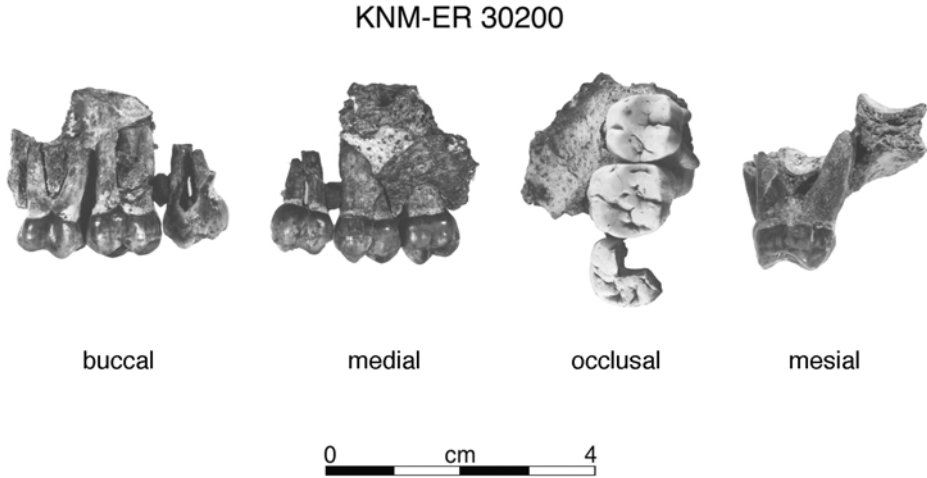 KNM-ER 30200
buccal
medial
occlusal
mesial
0 cm 4